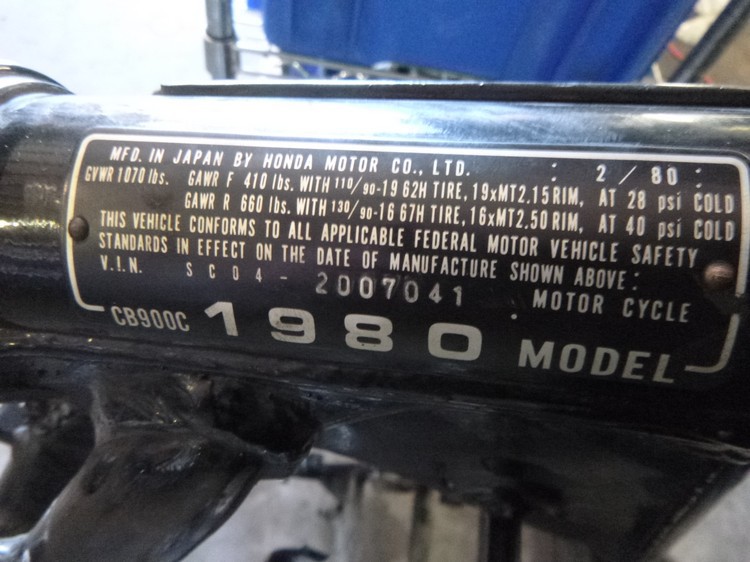 MFD. IN JAPAN BY HONDA MOTOR CO., LTD. : 2 / 80 :
GVWR 1070 lbs. GAWR F 410 lbs. WITH 110/90-19 62H TIRE, 19xMT2.15 RIM, AT 28 psi COLD
GAWR R 660 lbs. WITH 130/90-16 67H TIRE, 16xMT2.50 RIM, AT 40 psi COLD
THIS VEHICLE CONFORMS TO ALL APPLICABLE FEDERAL MOTOR VEHICLE SAFETY
STANDARDS IN EFFECT ON THE DATE OF MANUFACTURE SHOWN ABOVE:
V.I.N. SC04-2007041 : MOTOR CYCLE
CB900C 1980 MODEL